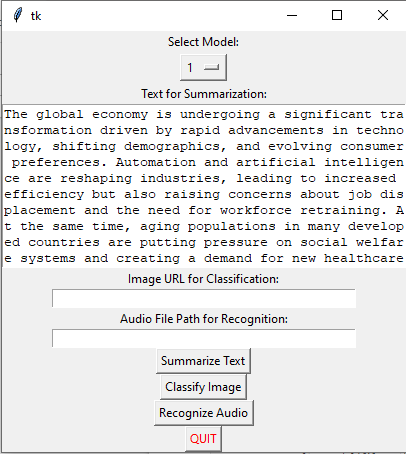 tk
Select Model:
1
Text for Summarization:
The global economy is undergoing a significant tra
nsformation driven by rapid advancements in techno
logy, shifting demographics, and evolving consumer
 preferences. Automation and artificial intelligen
ce are reshaping industries, leading to increased
efficiency but also raising concerns about job dis
placement and the need for workforce retraining. A
t the same time, aging populations in many develop
ed countries are putting pressure on social welfar
e systems and creating a demand for new healthcare
Image URL for Classification:
Audio File Path for Recognition:
Summarize Text
Classify Image
Recognize Audio
QUIT